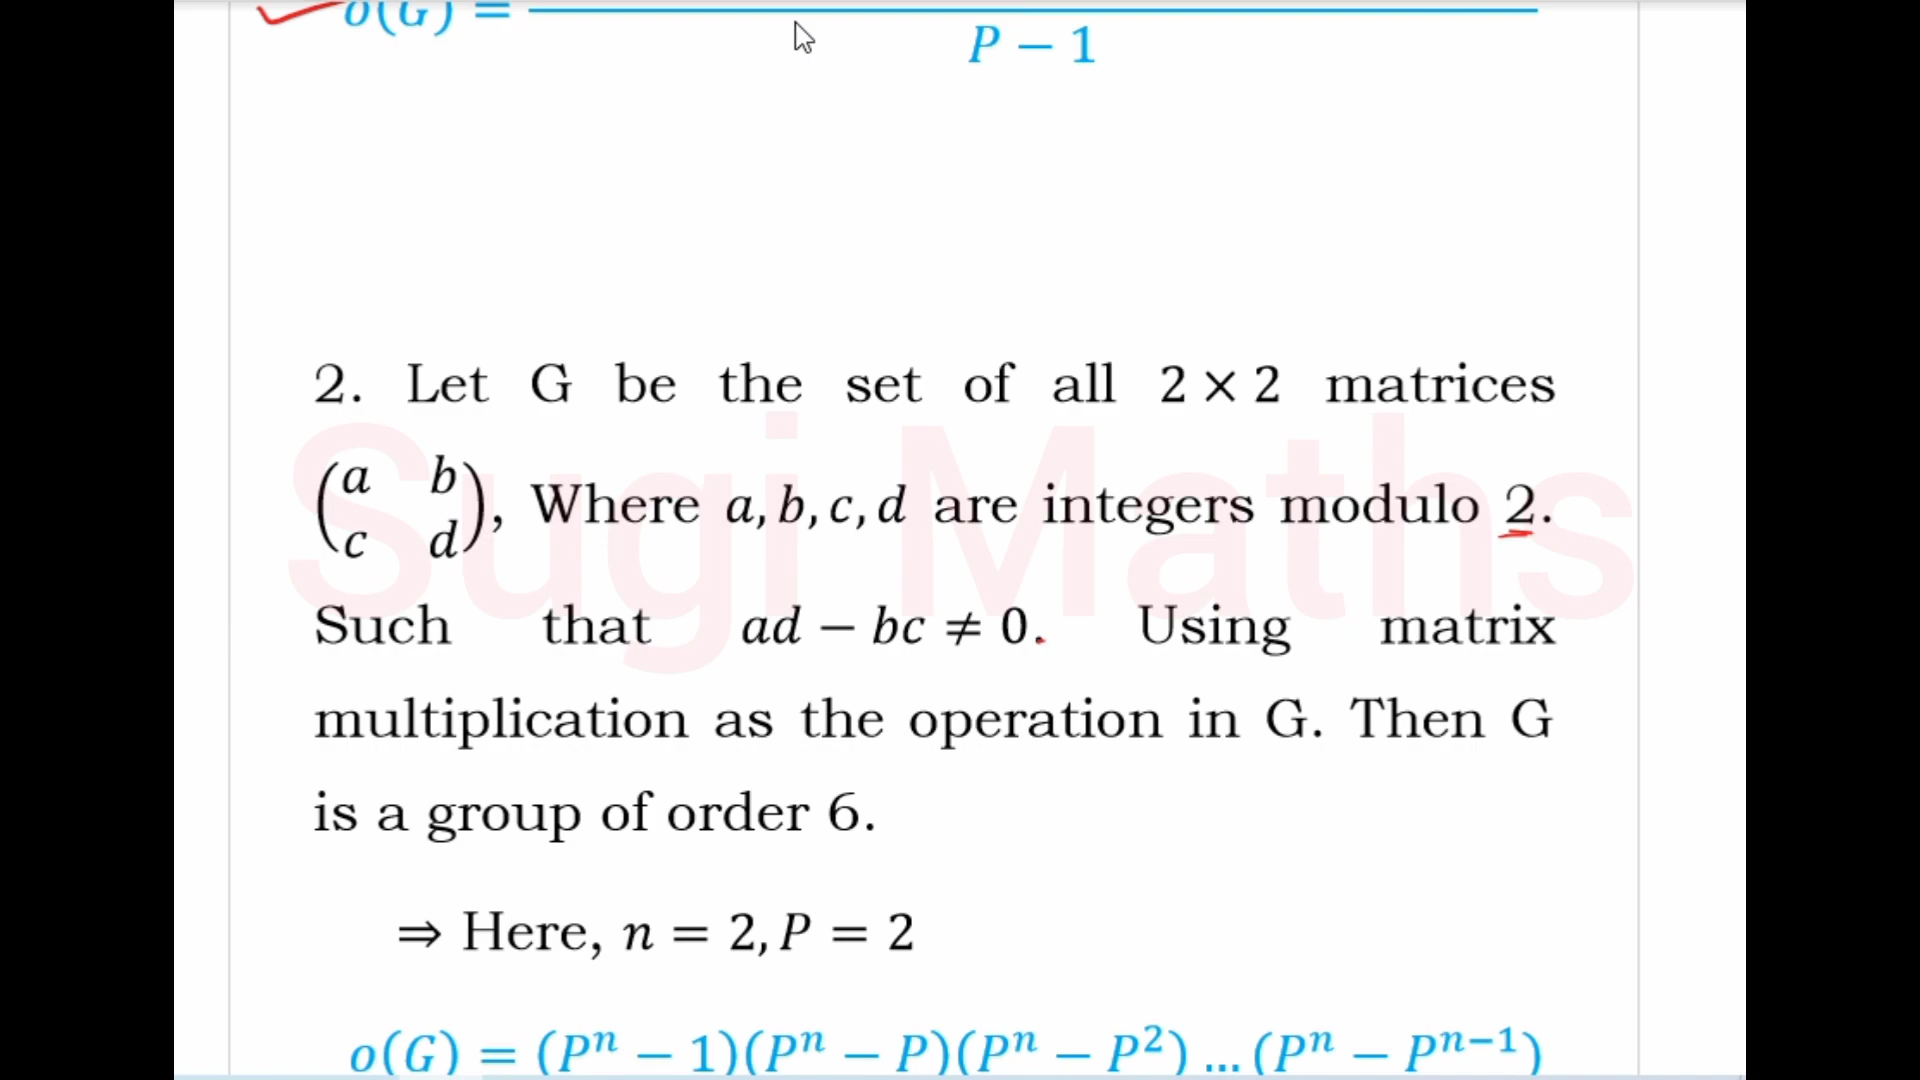 o(G) =
P − 1
2. Let G be the set of all 2 × 2 matrices
(a b
c d), Where a, b, c, d are integers modulo 2.
Such that ad − bc ≠ 0. Using matrix
multiplication as the operation in G. Then G
is a group of order 6.
⇒ Here, n = 2, P = 2
o(G) = (Pⁿ − 1)(Pⁿ − P)(Pⁿ − P²) ... (Pⁿ − Pⁿ⁻¹)
Sugi Maths